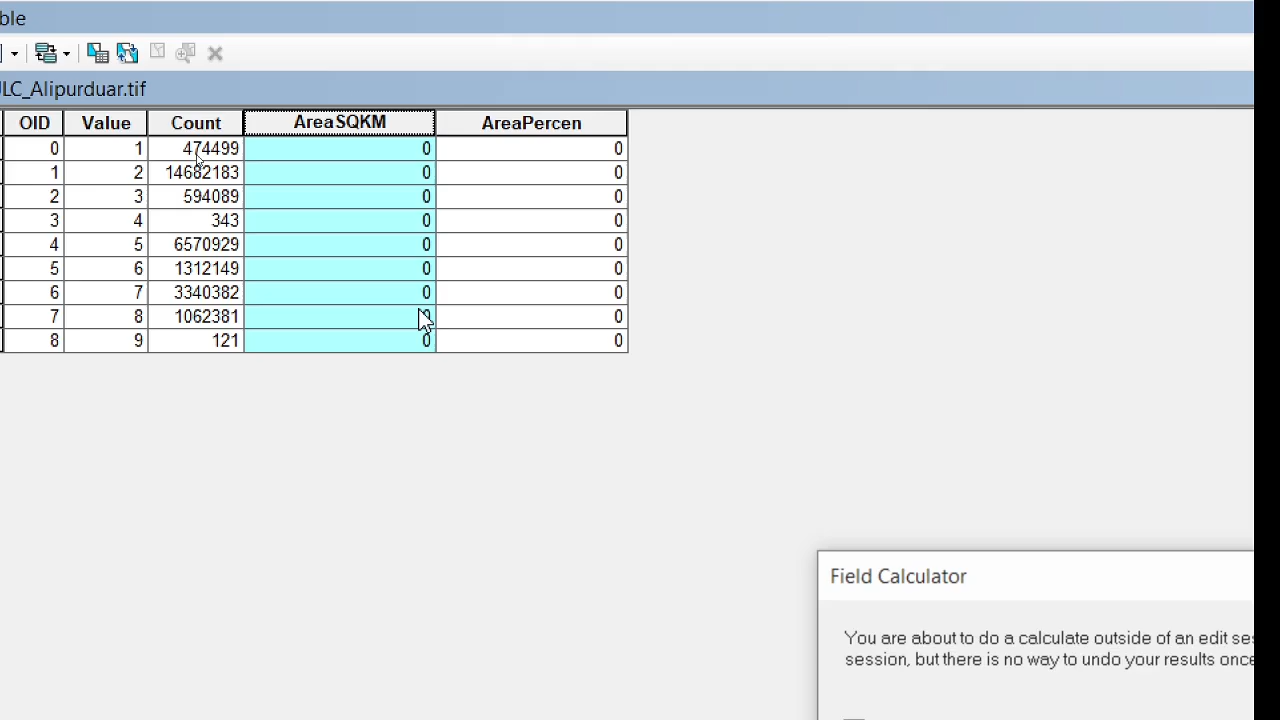 ble
LC_Alipurduar.tif
OID Value Count AreaSQKM AreaPercen
0 1 474499 0 0
1 2 14682183 0 0
2 3 594089 0 0
3 4 343 0 0
4 5 6570929 0 0
5 6 1312149 0 0
6 7 3340382 0 0
7 8 1062381 0 0
8 9 121 0 0
Field Calculator
You are about to do a calculate outside of an edit ses
session, but there is no way to undo your results once